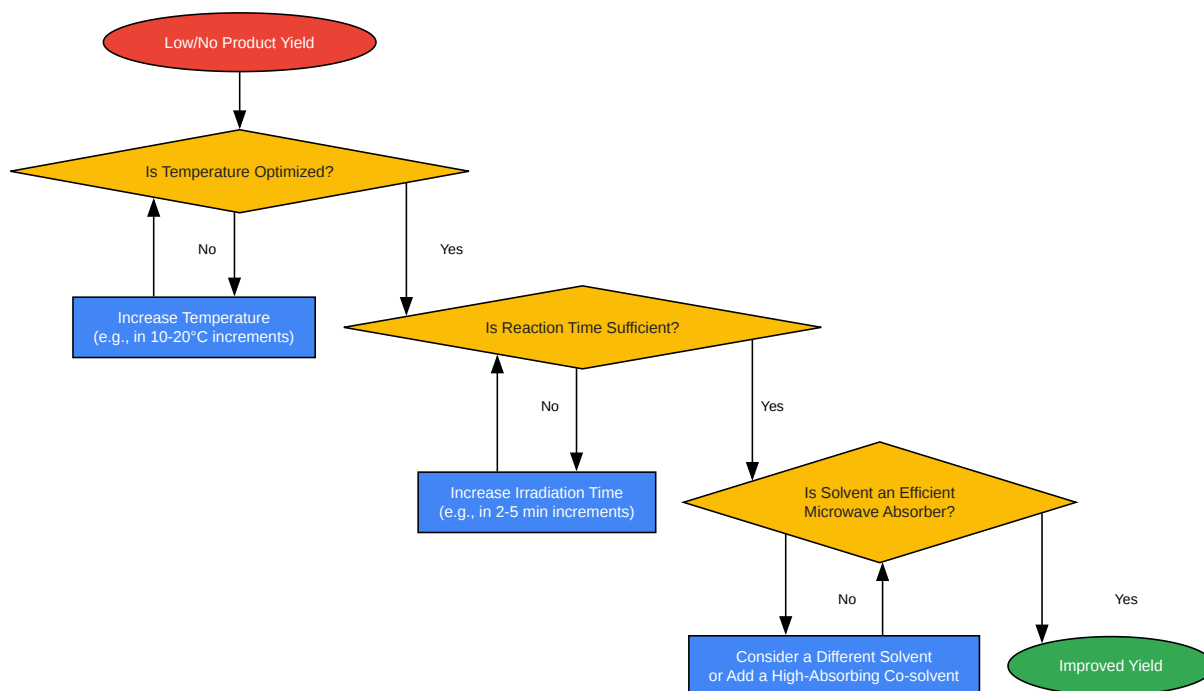 Low/No Product Yield
Is Temperature Optimized?
No
Yes
Increase Temperature
(e.g., in 10-20°C increments)
Is Reaction Time Sufficient?
No
Yes
Increase Irradiation Time
(e.g., in 2-5 min increments)
Is Solvent an Efficient
Microwave Absorber?
No
Yes
Consider a Different Solvent
or Add a High-Absorbing Co-solvent
Improved Yield